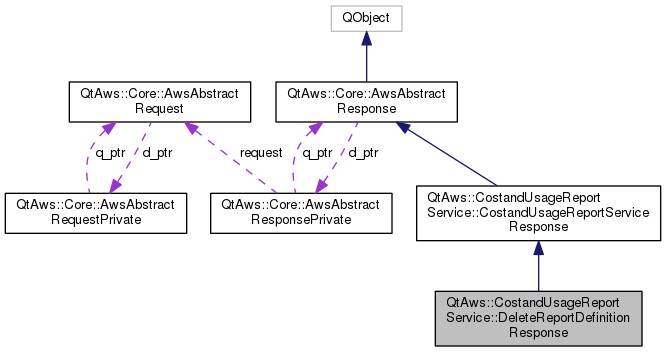 QObject
QtAws::Core::AwsAbstract
Request
QtAws::Core::AwsAbstract
Response
q_ptr
d_ptr
request
q_ptr
d_ptr
QtAws::Core::AwsAbstract
RequestPrivate
QtAws::Core::AwsAbstract
ResponsePrivate
QtAws::CostandUsageReport
Service::CostandUsageReportService
Response
QtAws::CostandUsageReport
Service::DeleteReportDefinition
Response